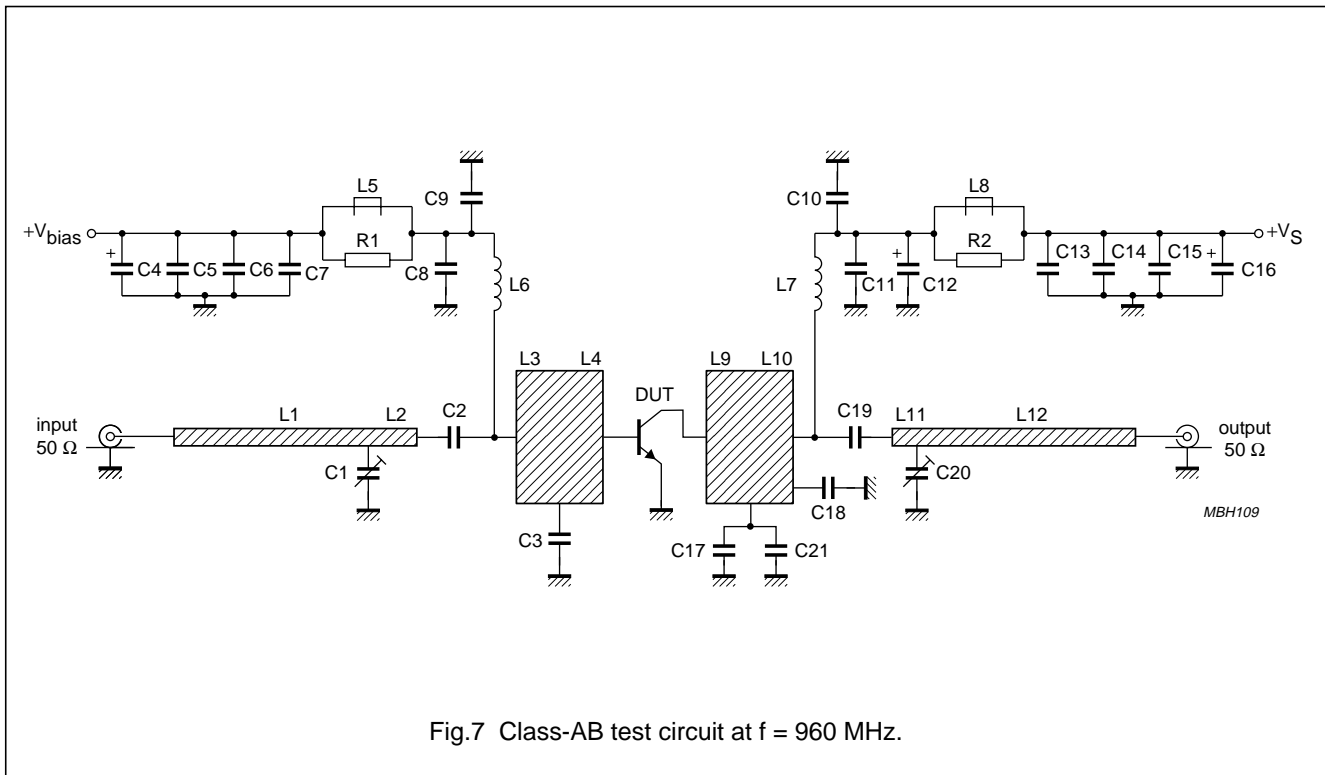 C9
L5
R1
+Vbias
+
C4
C5
C6
C7
C8
L6
C10
L8
R2
+VS
L7
C11
+
C12
C13
C14
C15
+
C16
L3 L4
L9 L10
DUT
input
50 Ω
L1 L2
C2
C1
C3
C19
L11 L12
output
50 Ω
C20
C18
C17
C21
MBH109
Fig.7 Class-AB test circuit at f = 960 MHz.